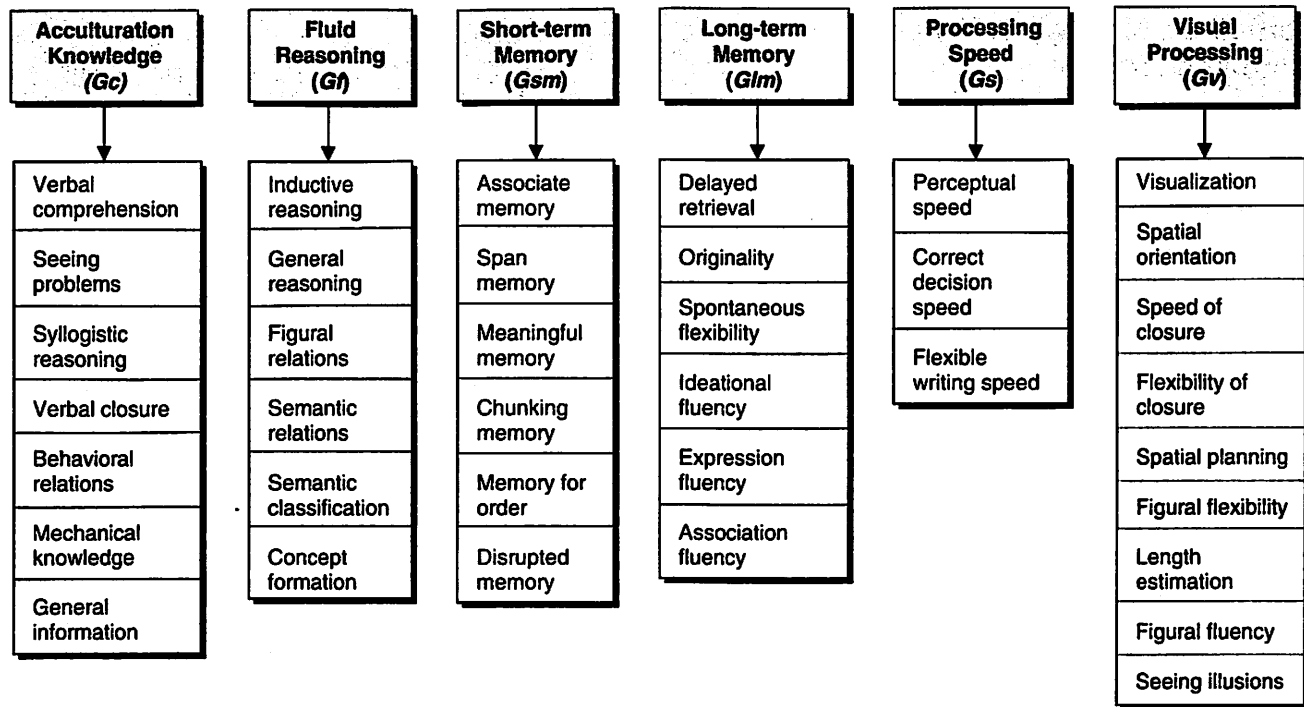 Acculturation
Knowledge
(Gc)
Verbal
comprehension
Seeing
problems
Syllogistic
reasoning
Verbal closure
Behavioral
relations
Mechanical
knowledge
General
information
Fluid
Reasoning
(Gf)
Inductive
reasoning
General
reasoning
Figural
relations
Semantic
relations
Semantic
classification
Concept
formation
Short-term
Memory
(Gsm)
Associate
memory
Span
memory
Meaningful
memory
Chunking
memory
Memory for
order
Disrupted
memory
Long-term
Memory
(Glm)
Delayed
retrieval
Originality
Spontaneous
flexibility
Ideational
fluency
Expression
fluency
Association
fluency
Processing
Speed
(Gs)
Perceptual
speed
Correct
decision
speed
Flexible
writing speed
Visual
Processing
(Gv)
Visualization
Spatial
orientation
Speed of
closure
Flexibility of
closure
Spatial planning
Figural flexibility
Length
estimation
Figural fluency
Seeing illusions